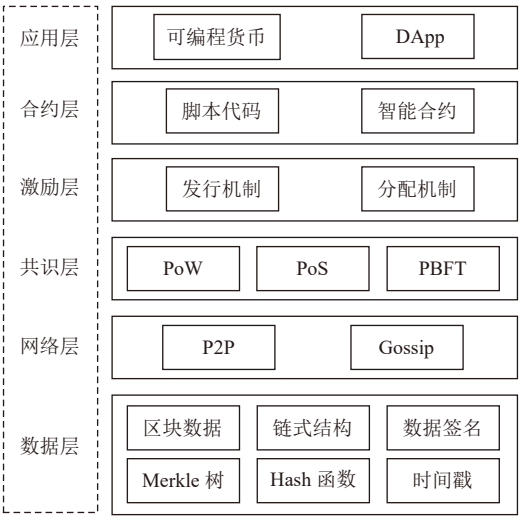 应用层
可编程货币 DApp
合约层
脚本代码 智能合约
激励层
发行机制 分配机制
共识层
PoW PoS PBFT
网络层
P2P Gossip
数据层
区块数据 链式结构 数据签名
Merkle 树 Hash 函数 时间戳